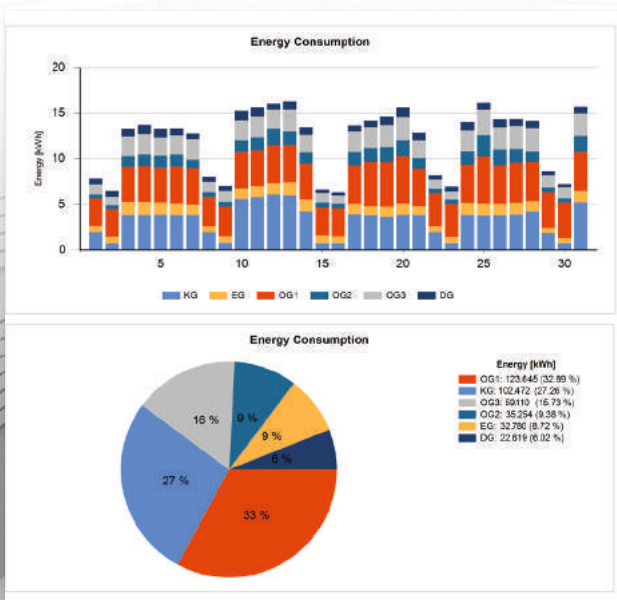 Energy Consumption
20
15
10
5
0
Energy [kWh]
5 10 15 20 25 30
KG EG OG1 OG2 OG3 DG
Energy Consumption
Energy [kWh]
OG1: 123.645 (32.89 %)
KG: 102.472 (27.26 %)
OG3: 59.110 (15.73 %)
OG2: 35.254 (9.38 %)
EG: 32.780 (8.72 %)
DG: 22.619 (6.02 %)
16 %
9 %
9 %
6 %
27 %
33 %